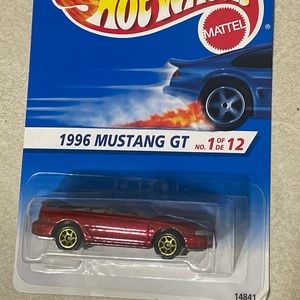 HOT WHEELS
MATTEL
1996 MUSTANG GT NO. 1 OF DE 12
14841